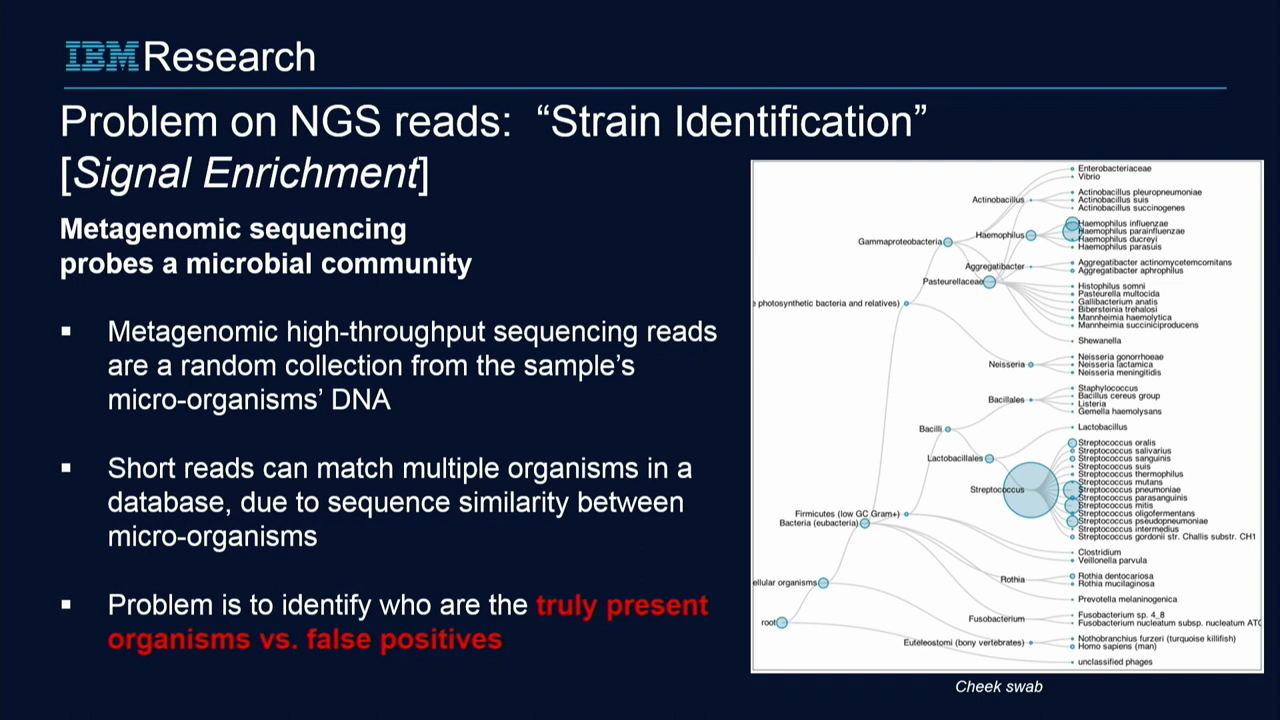 IBM Research
Problem on NGS reads: “Strain Identification”
[Signal Enrichment]
Metagenomic sequencing
probes a microbial community
▪ Metagenomic high-throughput sequencing reads
are a random collection from the sample’s
micro-organisms’ DNA
▪ Short reads can match multiple organisms in a
database, due to sequence similarity between
micro-organisms
▪ Problem is to identify who are the truly present
organisms vs. false positives
Enterobacteriaceae
Vibrio
Actinobacillus pleuropneumoniae
Actinobacillus
Actinobacillus suis
Actinobacillus succinogenes
Haemophilus influenzae
Haemophilus
Haemophilus parainfluenzae
Gammaproteobacteria
Haemophilus ducreyi
Haemophilus parasuis
Aggregatibacter
Aggregatibacter actinomycetemcomitans
Aggregatibacter aphrophilus
Pasteurellaceae
Histophilus somni
Pasteurella multocida
Gallibacterium anatis
e photosynthetic bacteria and relatives)
Bibersteinia trehalosi
Mannheimia haemolytica
Mannheimia succiniciproducens
Shewanella
Neisseria gonorrhoeae
Neisseria
Neisseria lactamica
Neisseria meningitidis
Staphylococcus
Bacillales
Bacillus cereus group
Listeria
Gemella haemolysans
Bacilli
Lactobacillus
Streptococcus oralis
Streptococcus salivarius
Lactobacillales
Streptococcus sanguinis
Streptococcus suis
Streptococcus thermophilus
Streptococcus mutans
Streptococcus
Streptococcus pneumoniae
Streptococcus parasanguinis
Streptococcus mitis
Firmicutes (low GC Gram+)
Streptococcus oligofermentans
Bacteria (eubacteria)
Streptococcus pseudopneumoniae
Streptococcus intermedius
Streptococcus gordonii str. Challis substr. CH1
Clostridium
Veillonella parvula
Rothia
Rothia dentocariosa
ellular organisms
Rothia mucilaginosa
Prevotella melaninogenica
Fusobacterium
Fusobacterium sp. 4_8
root
Fusobacterium nucleatum subsp. nucleatum ATC
Euteleostomi (bony vertebrates)
Nothobranchius furzeri (turquoise killifish)
Homo sapiens (man)
unclassified phages
Cheek swab